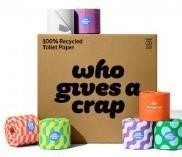 100% Recycled
Toilet Paper
who
gives a
crap